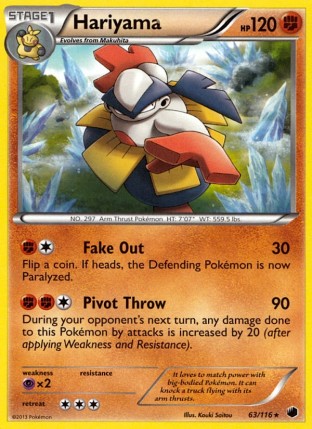 STAGE1 Hariyama HP120
Evolves from Makuhita
NO. 297 Arm Thrust Pokémon HT: 7'07" WT: 559.5 lbs.
Fake Out 30
Flip a coin. If heads, the Defending Pokémon is now
Paralyzed.
Pivot Throw 90
During your opponent's next turn, any damage done
to this Pokémon by attacks is increased by 20 (after
applying Weakness and Resistance).
weakness resistance
×2
retreat
It loves to match power with
big-bodied Pokémon. It can
knock a truck flying with its
arm thrusts.
©2013 Pokémon
Illus. Kouki Saitou 63/116 ★